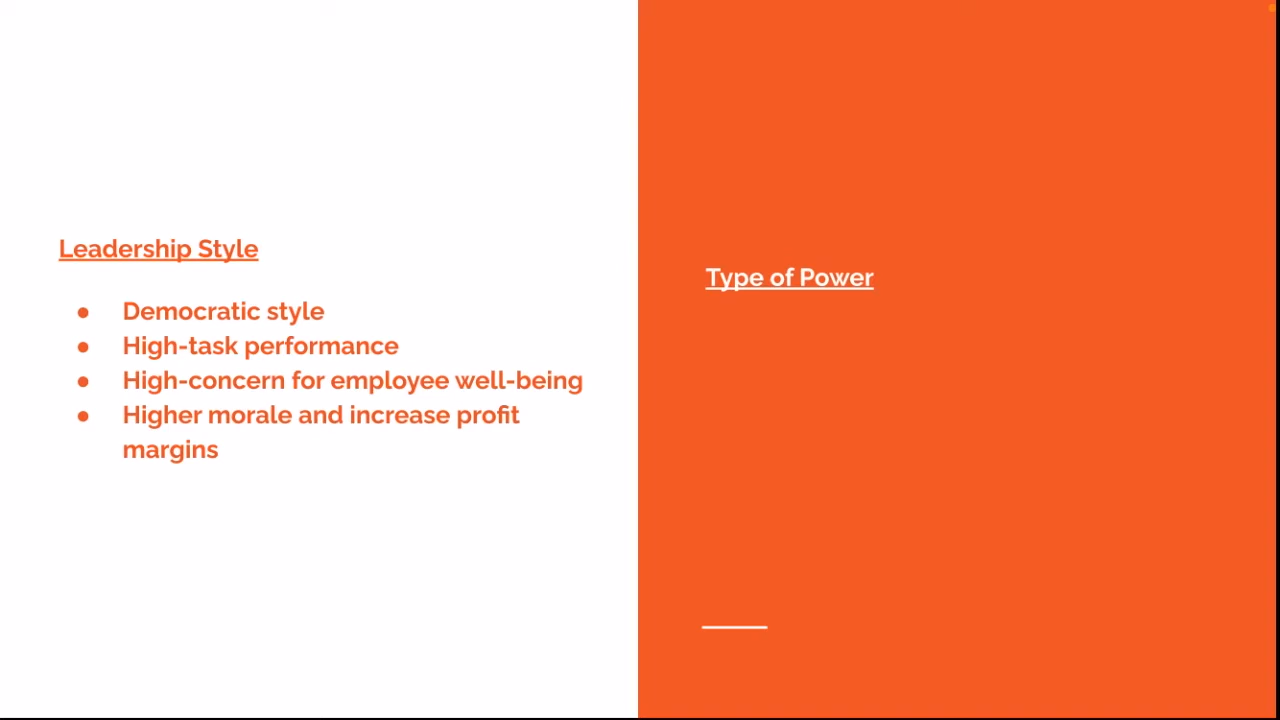 Leadership Style
● Democratic style
● High-task performance
● High-concern for employee well-being
● Higher morale and increase profit
margins
Type of Power